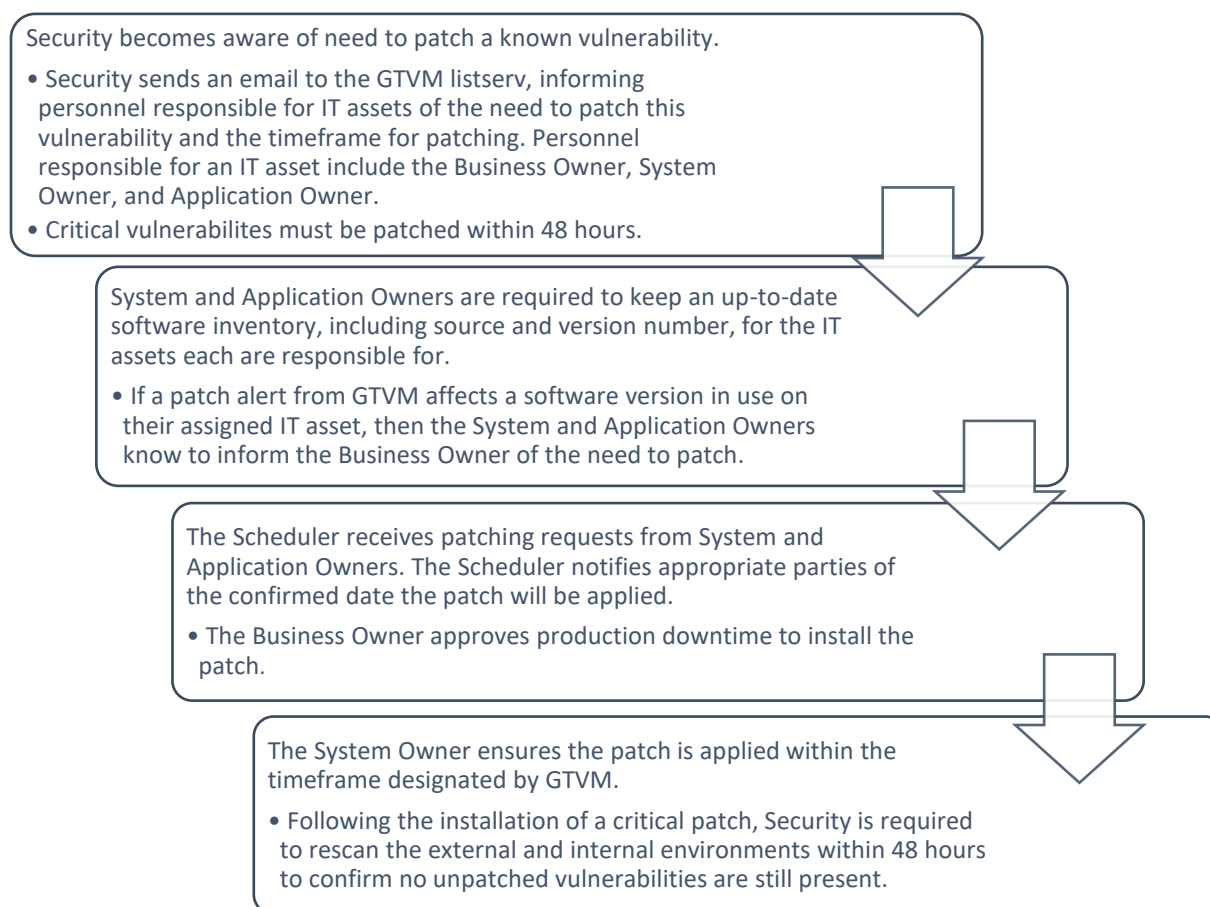 Security becomes aware of need to patch a known vulnerability.
• Security sends an email to the GTVM listserv, informing
personnel responsible for IT assets of the need to patch this
vulnerability and the timeframe for patching. Personnel
responsible for an IT asset include the Business Owner, System
Owner, and Application Owner.
• Critical vulnerabilites must be patched within 48 hours.
System and Application Owners are required to keep an up-to-date
software inventory, including source and version number, for the IT
assets each are responsible for.
• If a patch alert from GTVM affects a software version in use on
their assigned IT asset, then the System and Application Owners
know to inform the Business Owner of the need to patch.
The Scheduler receives patching requests from System and
Application Owners. The Scheduler notifies appropriate parties of
the confirmed date the patch will be applied.
• The Business Owner approves production downtime to install the
patch.
The System Owner ensures the patch is applied within the
timeframe designated by GTVM.
• Following the installation of a critical patch, Security is required
to rescan the external and internal environments within 48 hours
to confirm no unpatched vulnerabilities are still present.